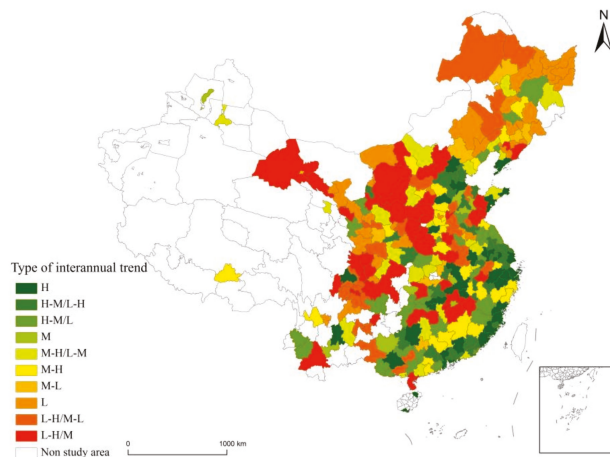 N
Type of interannual trend
H
H-M/L-H
H-M/L
M
M-H/L-M
M-H
M-L
L
L-H/M-L
L-H/M
Non study area
0 1000 km